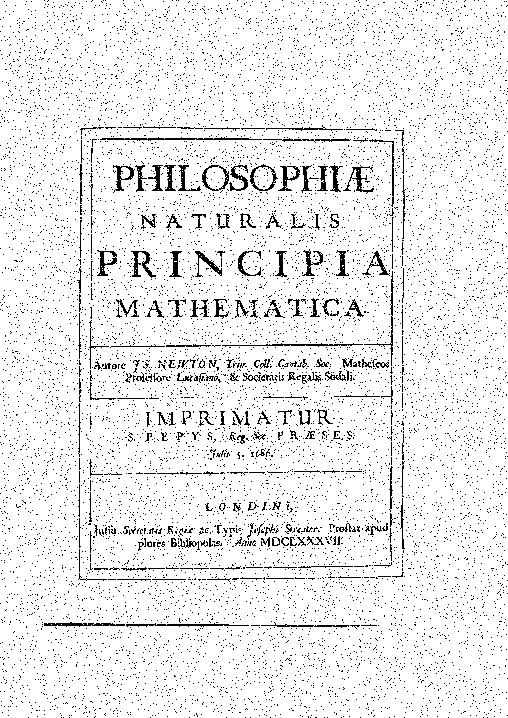 PHILOSOPHIÆ
NATURALIS
PRINCIPIA
MATHEMATICA
Autore JS. NEWTON, Trin. Coll. Cantab. Soc. Matheseos
Professore Lucasiano, & Societatis Regalis Sodali.
IMPRIMATUR
S. PEPYS, Reg. Soc. PRÆSES.
Julii 5. 1686.
LONDINI,
Jussu Societatis Regiæ ac Typis Josephi Streater. Prostat apud
plures Bibliopolas. Anno MDCLXXXVII.